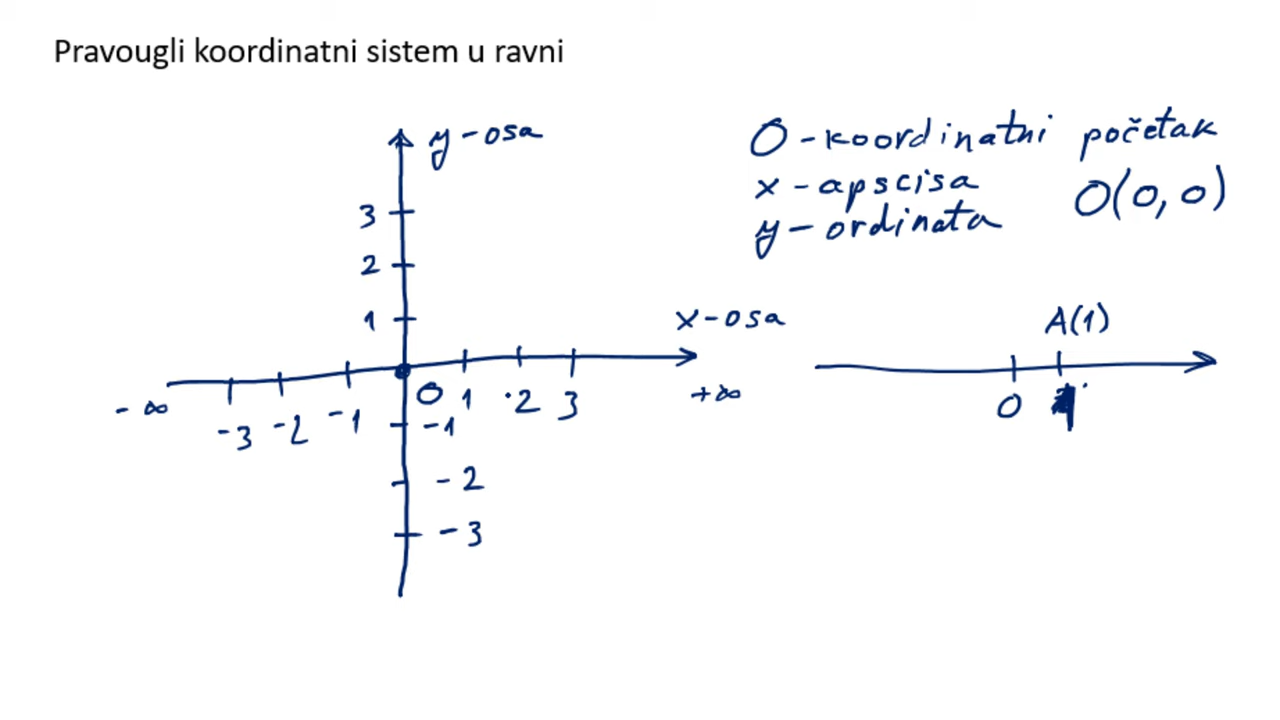 Pravougli koordinatni sistem u ravni
y-osa
O - koordinatni početak
x - apscisa
O(0,0)
y - ordinata
3
2
1
x-osa
A(1)
-∞
-3 -2 -1 0 1 2 3
+∞
0 1
-1
-2
-3